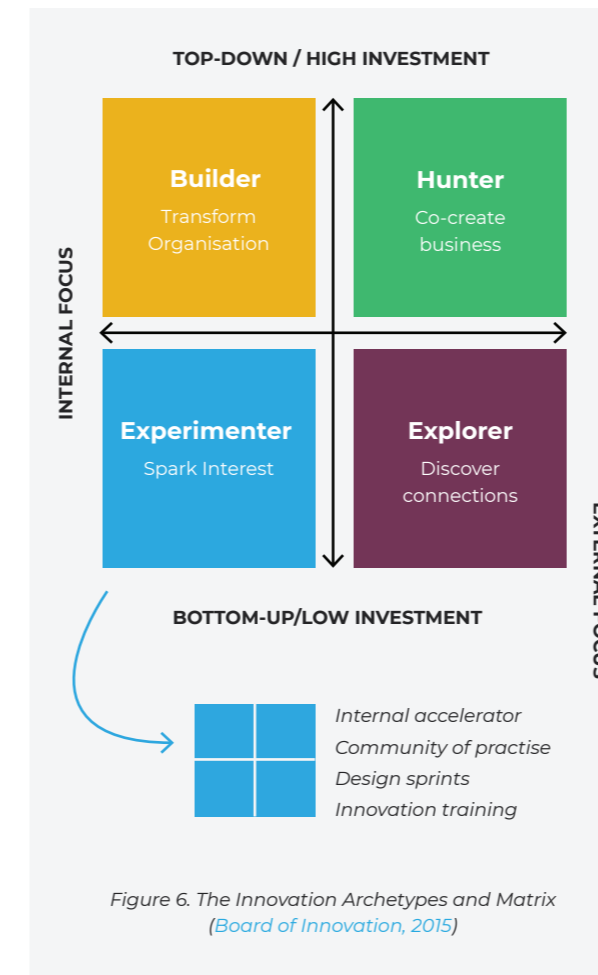 TOP-DOWN / HIGH INVESTMENT
INTERNAL FOCUS
Builder
Transform
Organisation
Hunter
Co-create
business
Experimenter
Spark Interest
Explorer
Discover
connections
EXTERNAL FOCUS
BOTTOM-UP/LOW INVESTMENT
Internal accelerator
Community of practise
Design sprints
Innovation training
Figure 6. The Innovation Archetypes and Matrix
(Board of Innovation, 2015)